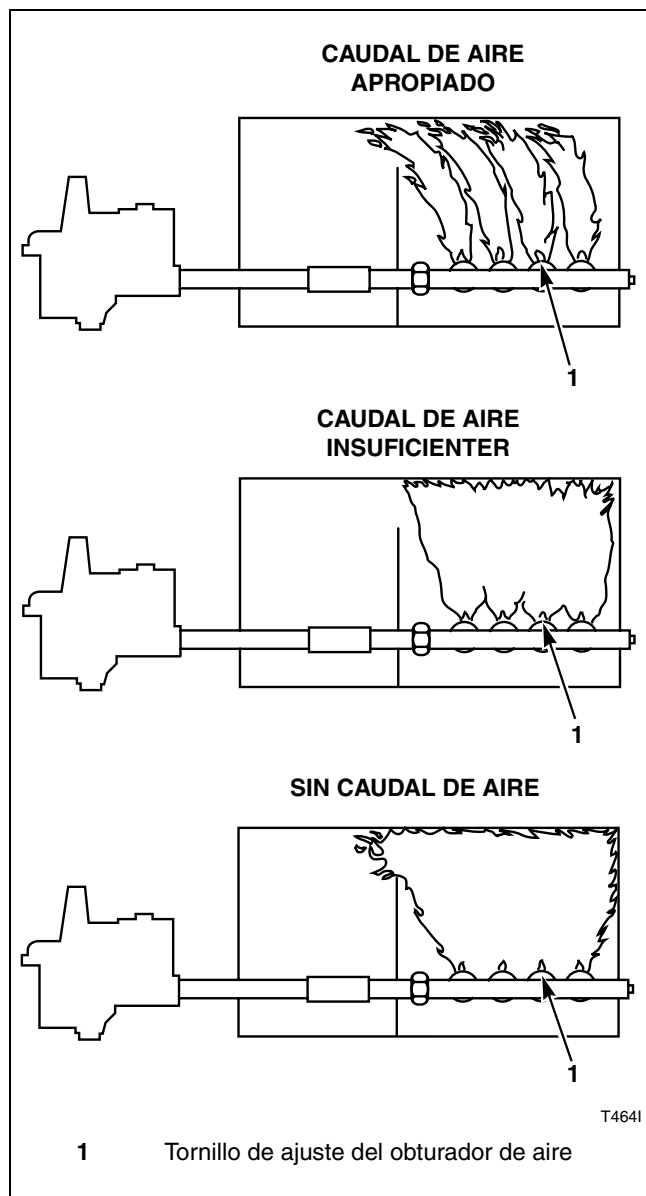 CAUDAL DE AIRE
APROPIADO
1
CAUDAL DE AIRE
INSUFICIENTER
1
SIN CAUDAL DE AIRE
1
T464I
1 Tornillo de ajuste del obturador de aire